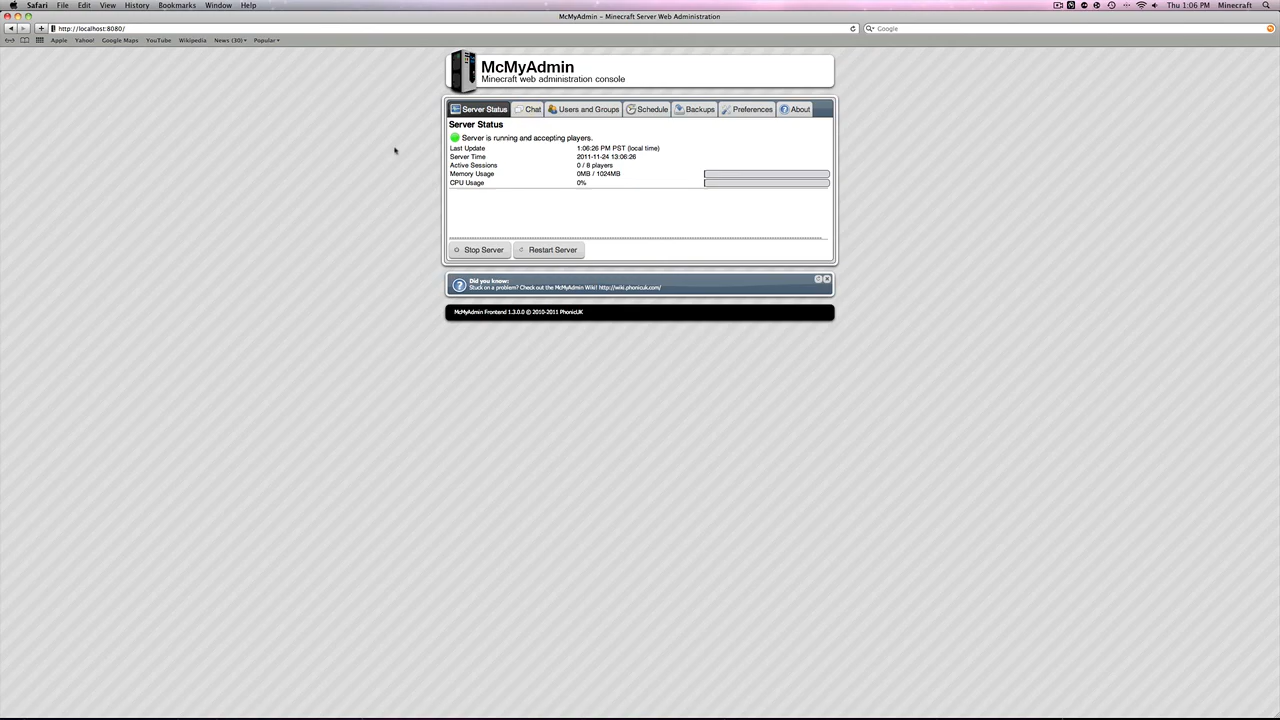 Safari File Edit View History Bookmarks Window Help Thu 1:06 PM Minecraft
McMyAdmin – Minecraft Server Web Administration
http://localhost:8080/ Google
Apple Yahoo! Google Maps YouTube Wikipedia News (30) Popular
McMyAdmin
Minecraft web administration console
Server Status Chat Users and Groups Schedule Backups Preferences About
Server Status
Server is running and accepting players.
Last Update 1:06:26 PM PST (local time)
Server Time 2011-11-24 13:06:26
Active Sessions 0 / 8 players
Memory Usage 0MB / 1024MB
CPU Usage 0%
Stop Server Restart Server
Did you know:
Stuck on a problem? Check out the McMyAdmin Wiki! http://wiki.phonicuk.com/
McMyAdmin Frontend 1.3.0.0 © 2010-2011 PhonicUK